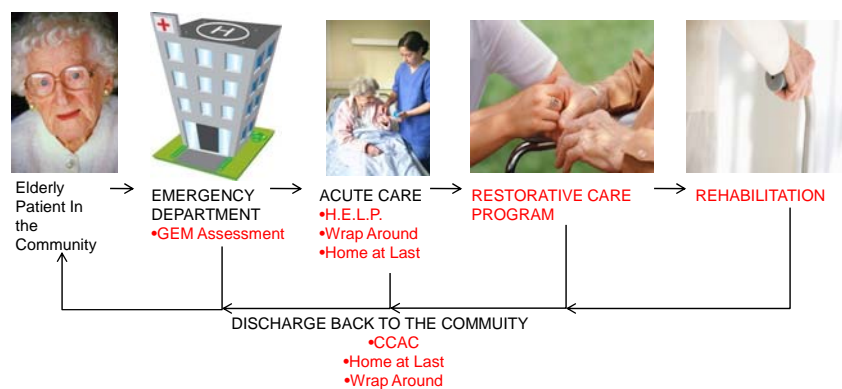 H
Elderly
Patient In
the
Community
EMERGENCY
DEPARTMENT
•GEM Assessment
ACUTE CARE
•H.E.L.P.
•Wrap Around
•Home at Last
RESTORATIVE CARE
PROGRAM
REHABILITATION
DISCHARGE BACK TO THE COMMUITY
•CCAC
•Home at Last
•Wrap Around